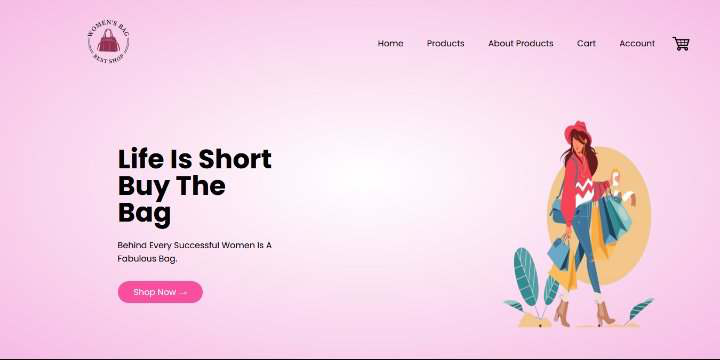 WOMEN'S BAG
BEST SHOP
Home Products About Products Cart Account
Life Is Short
Buy The
Bag
Behind Every Successful Women Is A
Fabulous Bag.
Shop Now →